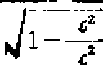 √1 − c²/c²